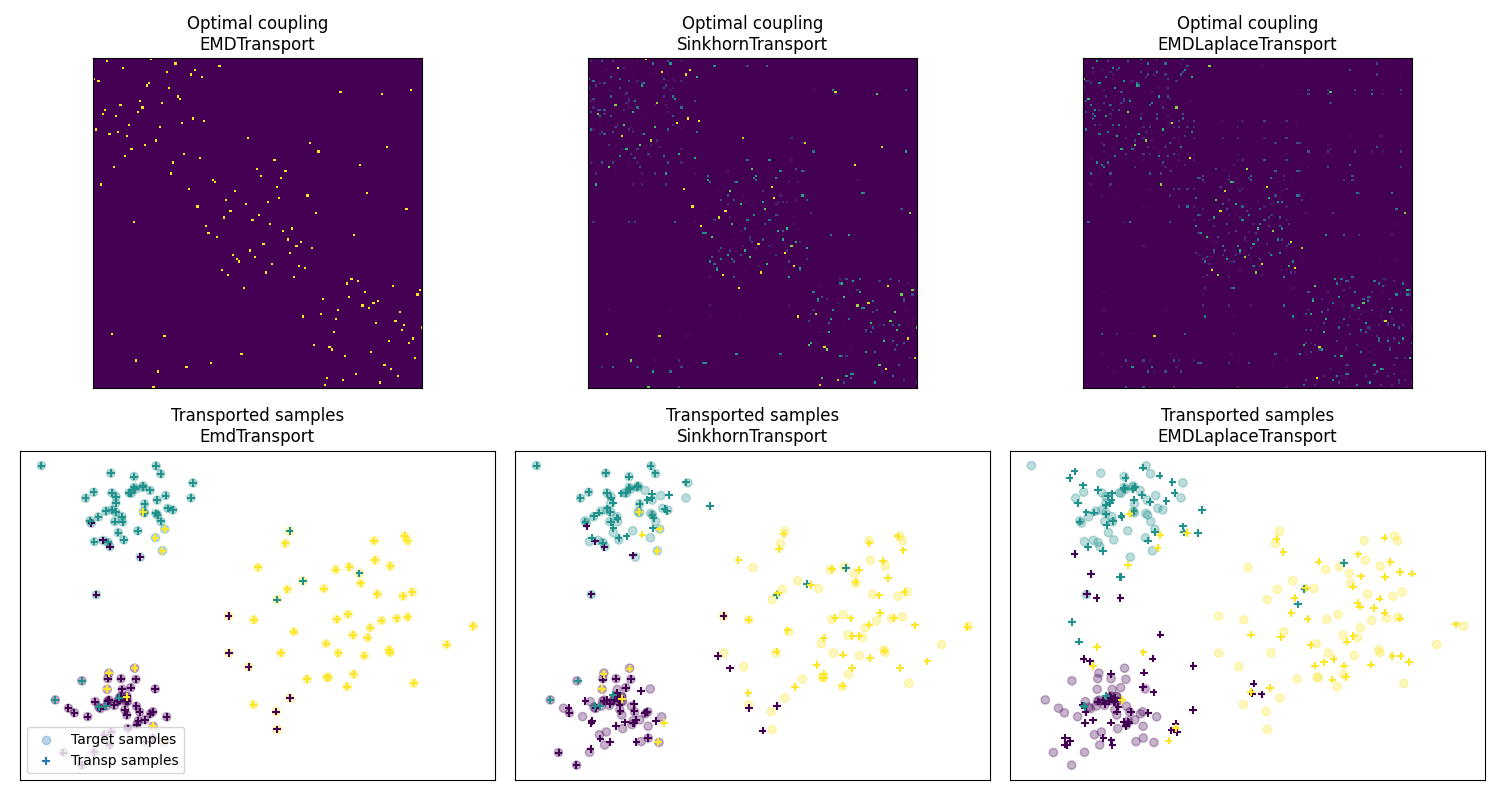 Optimal coupling
EMDTransport
Optimal coupling
SinkhornTransport
Optimal coupling
EMDLaplaceTransport
Transported samples
EmdTransport
Transported samples
SinkhornTransport
Transported samples
EMDLaplaceTransport
Target samples
Transp samples